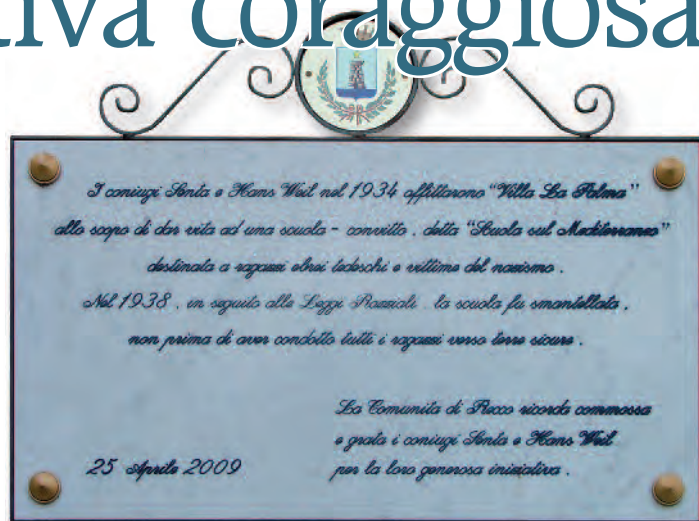 tiva coraggiosa
I coniugi Senta e Hans Weil nel 1934 affittarono "Villa La Palma"
allo scopo di dar vita ad una scuola - convitto, detta "Scuola sul Mediterraneo"
destinata a ragazzi ebrei tedeschi e vittime del nazismo.
Nel 1938, in seguito alle Leggi Razziali la scuola fu smantellata,
non prima di aver condotto tutti i ragazzi verso terre sicure.
La Comunita di Recco ricorda commossa
e grata i coniugi Senta e Hans Weil
25 Aprile 2009 per la loro generosa iniziativa.